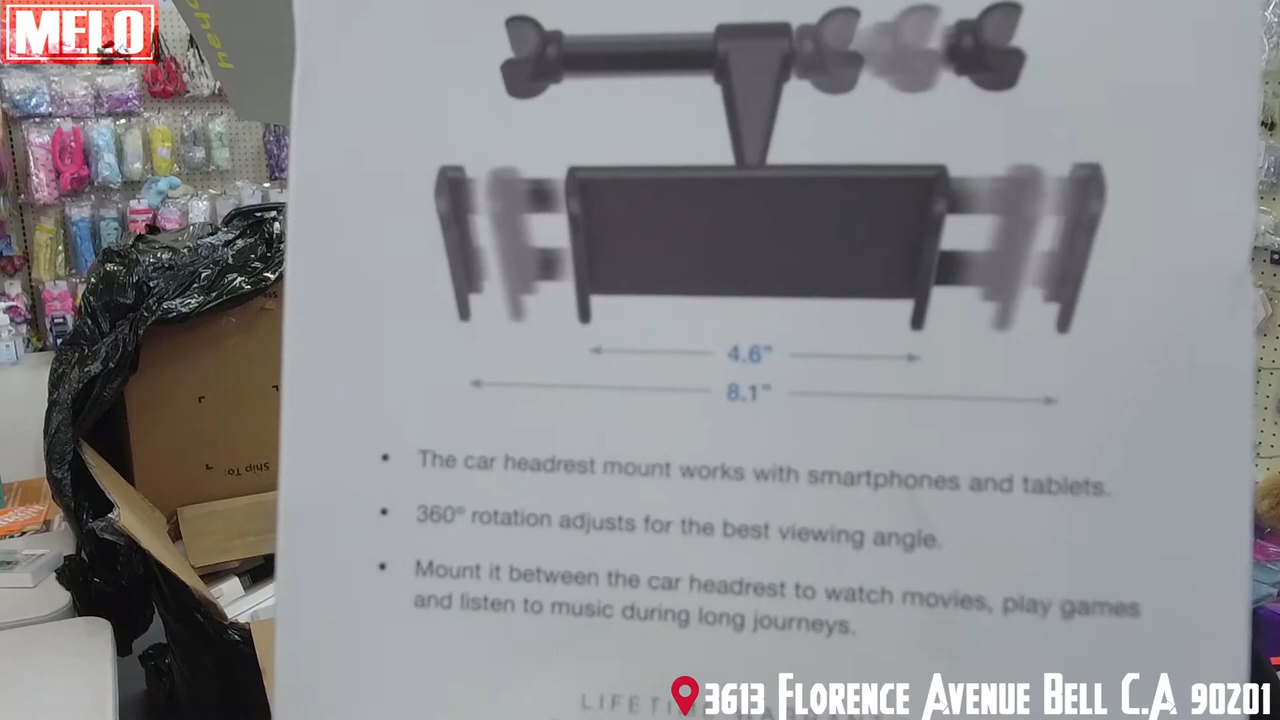 MELO
4.6"
8.1"
Ship To:
• The car headrest mount works with smartphones and tablets.
• 360º rotation adjusts for the best viewing angle.
• Mount it between the car headrest to watch movies, play games
and listen to music during long journeys.
3613 Florence Avenue Bell C.A 90201